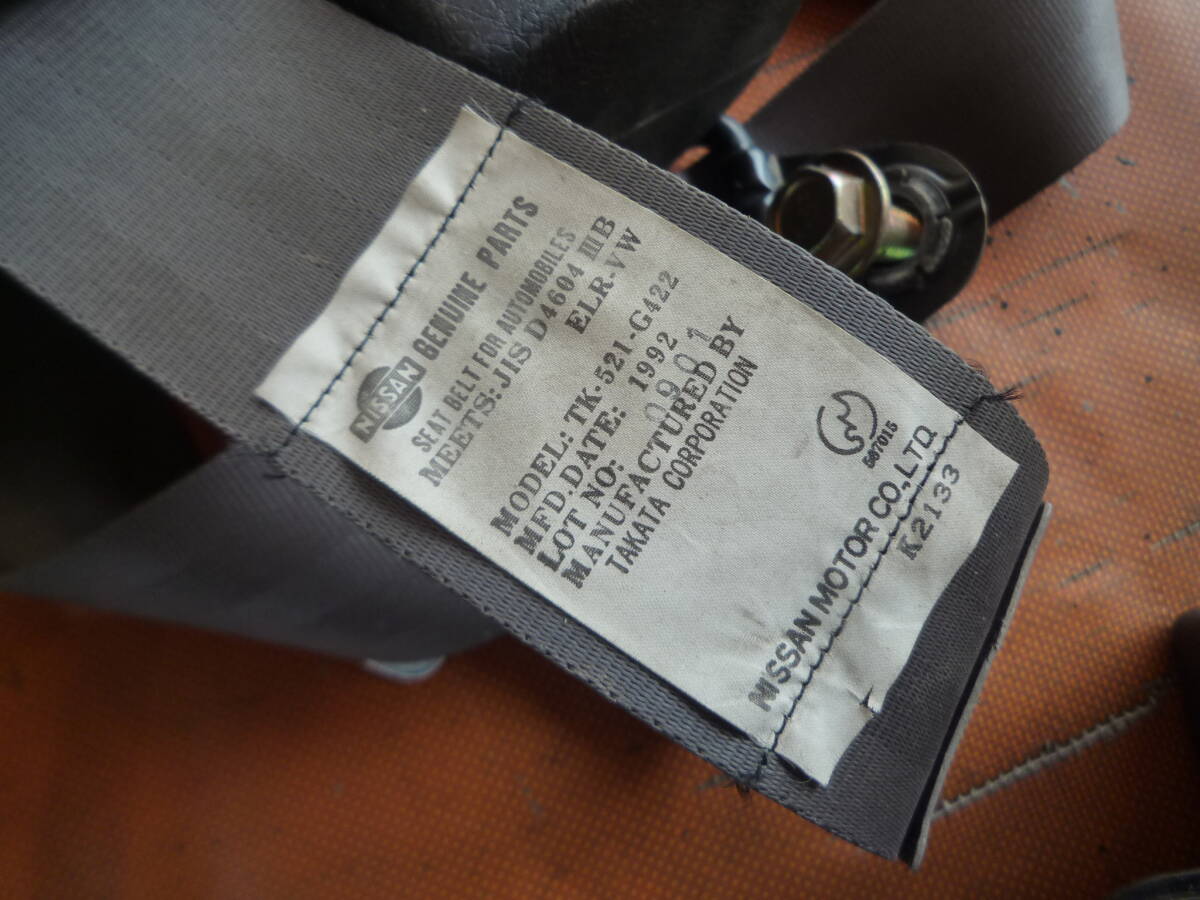 NISSAN GENUINE PARTS
SEAT BELT FOR AUTOMOBILES
MEETS: JIS D4604 ⅢB
ELR-VW
MODEL: TK-521-G422
MFD. DATE: 1992
LOT NO: 0901
MANUFACTURED BY
TAKATA CORPORATION
567015
NISSAN MOTOR CO., LTD.
K2133